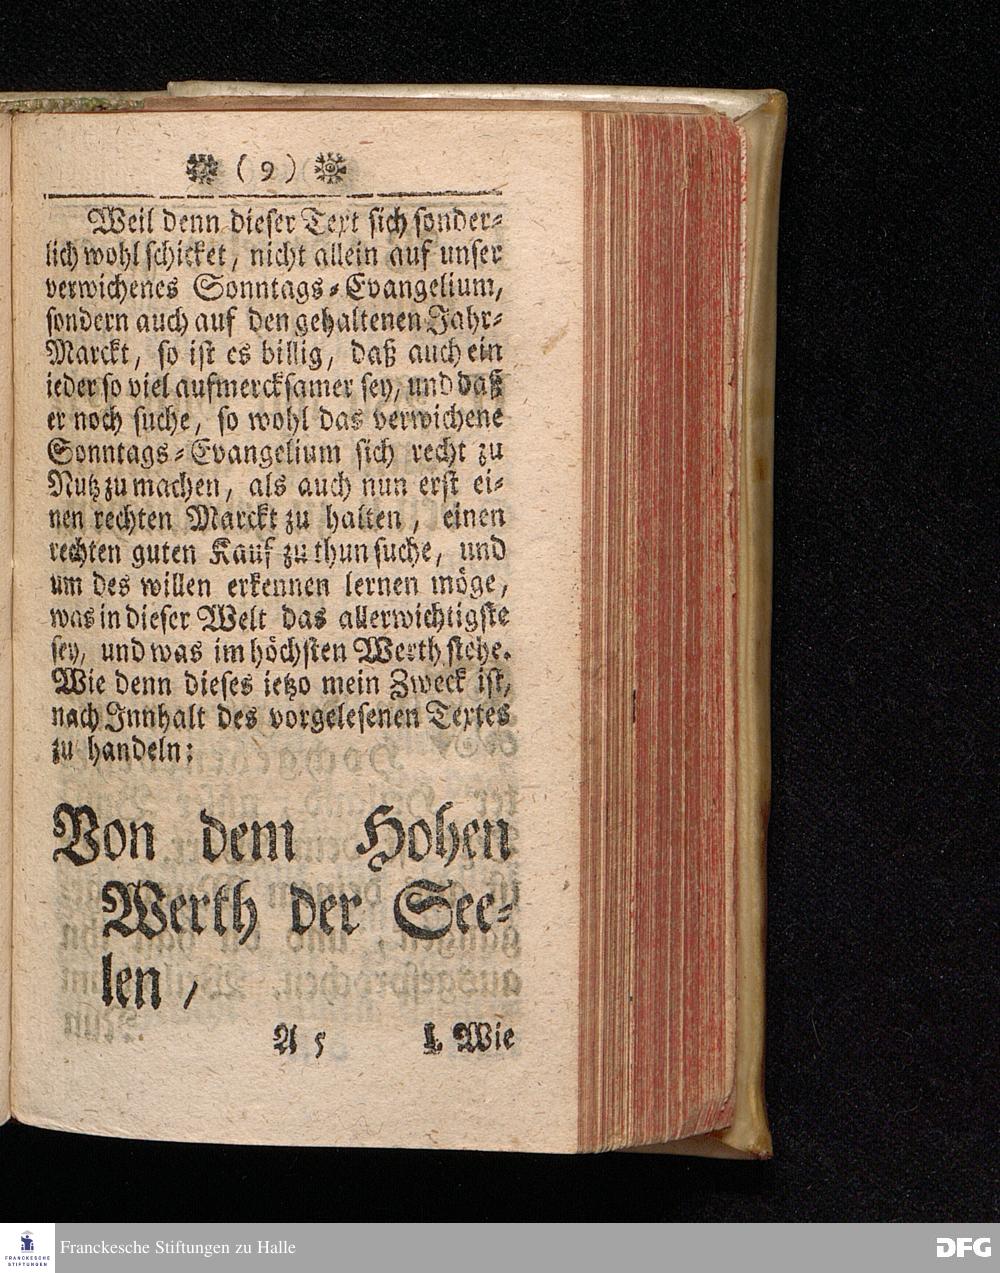 ( 9 )
Weil denn dieser Text sich sonder⸗
lich wohl schicket, nicht allein auf unser
verwichenes Sonntags⸗Evangelium,
sondern auch auf den gehaltenen Jahr⸗
Marckt, so ist es billig, daß auch ein
ieder so viel aufmercksamer sey, und daß
er noch suche, so wohl das verwichene
Sonntags⸗Evangelium sich recht zu
Nutz zu machen, als auch nun erst ei⸗
nen rechten Marckt zu halten, einen
rechten guten Kauf zu thun suche, und
um des willen erkennen lernen möge,
was in dieser Welt das allerwichtigste
sey, und was im höchsten Werth stehe.
Wie denn dieses ietzo mein Zweck ist,
nach Innhalt des vorgelesenen Textes
zu handeln:
Von dem Hohen
Werth der See⸗
len,
A 5 I. Wie
FRANCKESCHE
STIFTUNGEN
Franckesche Stiftungen zu Halle
DFG